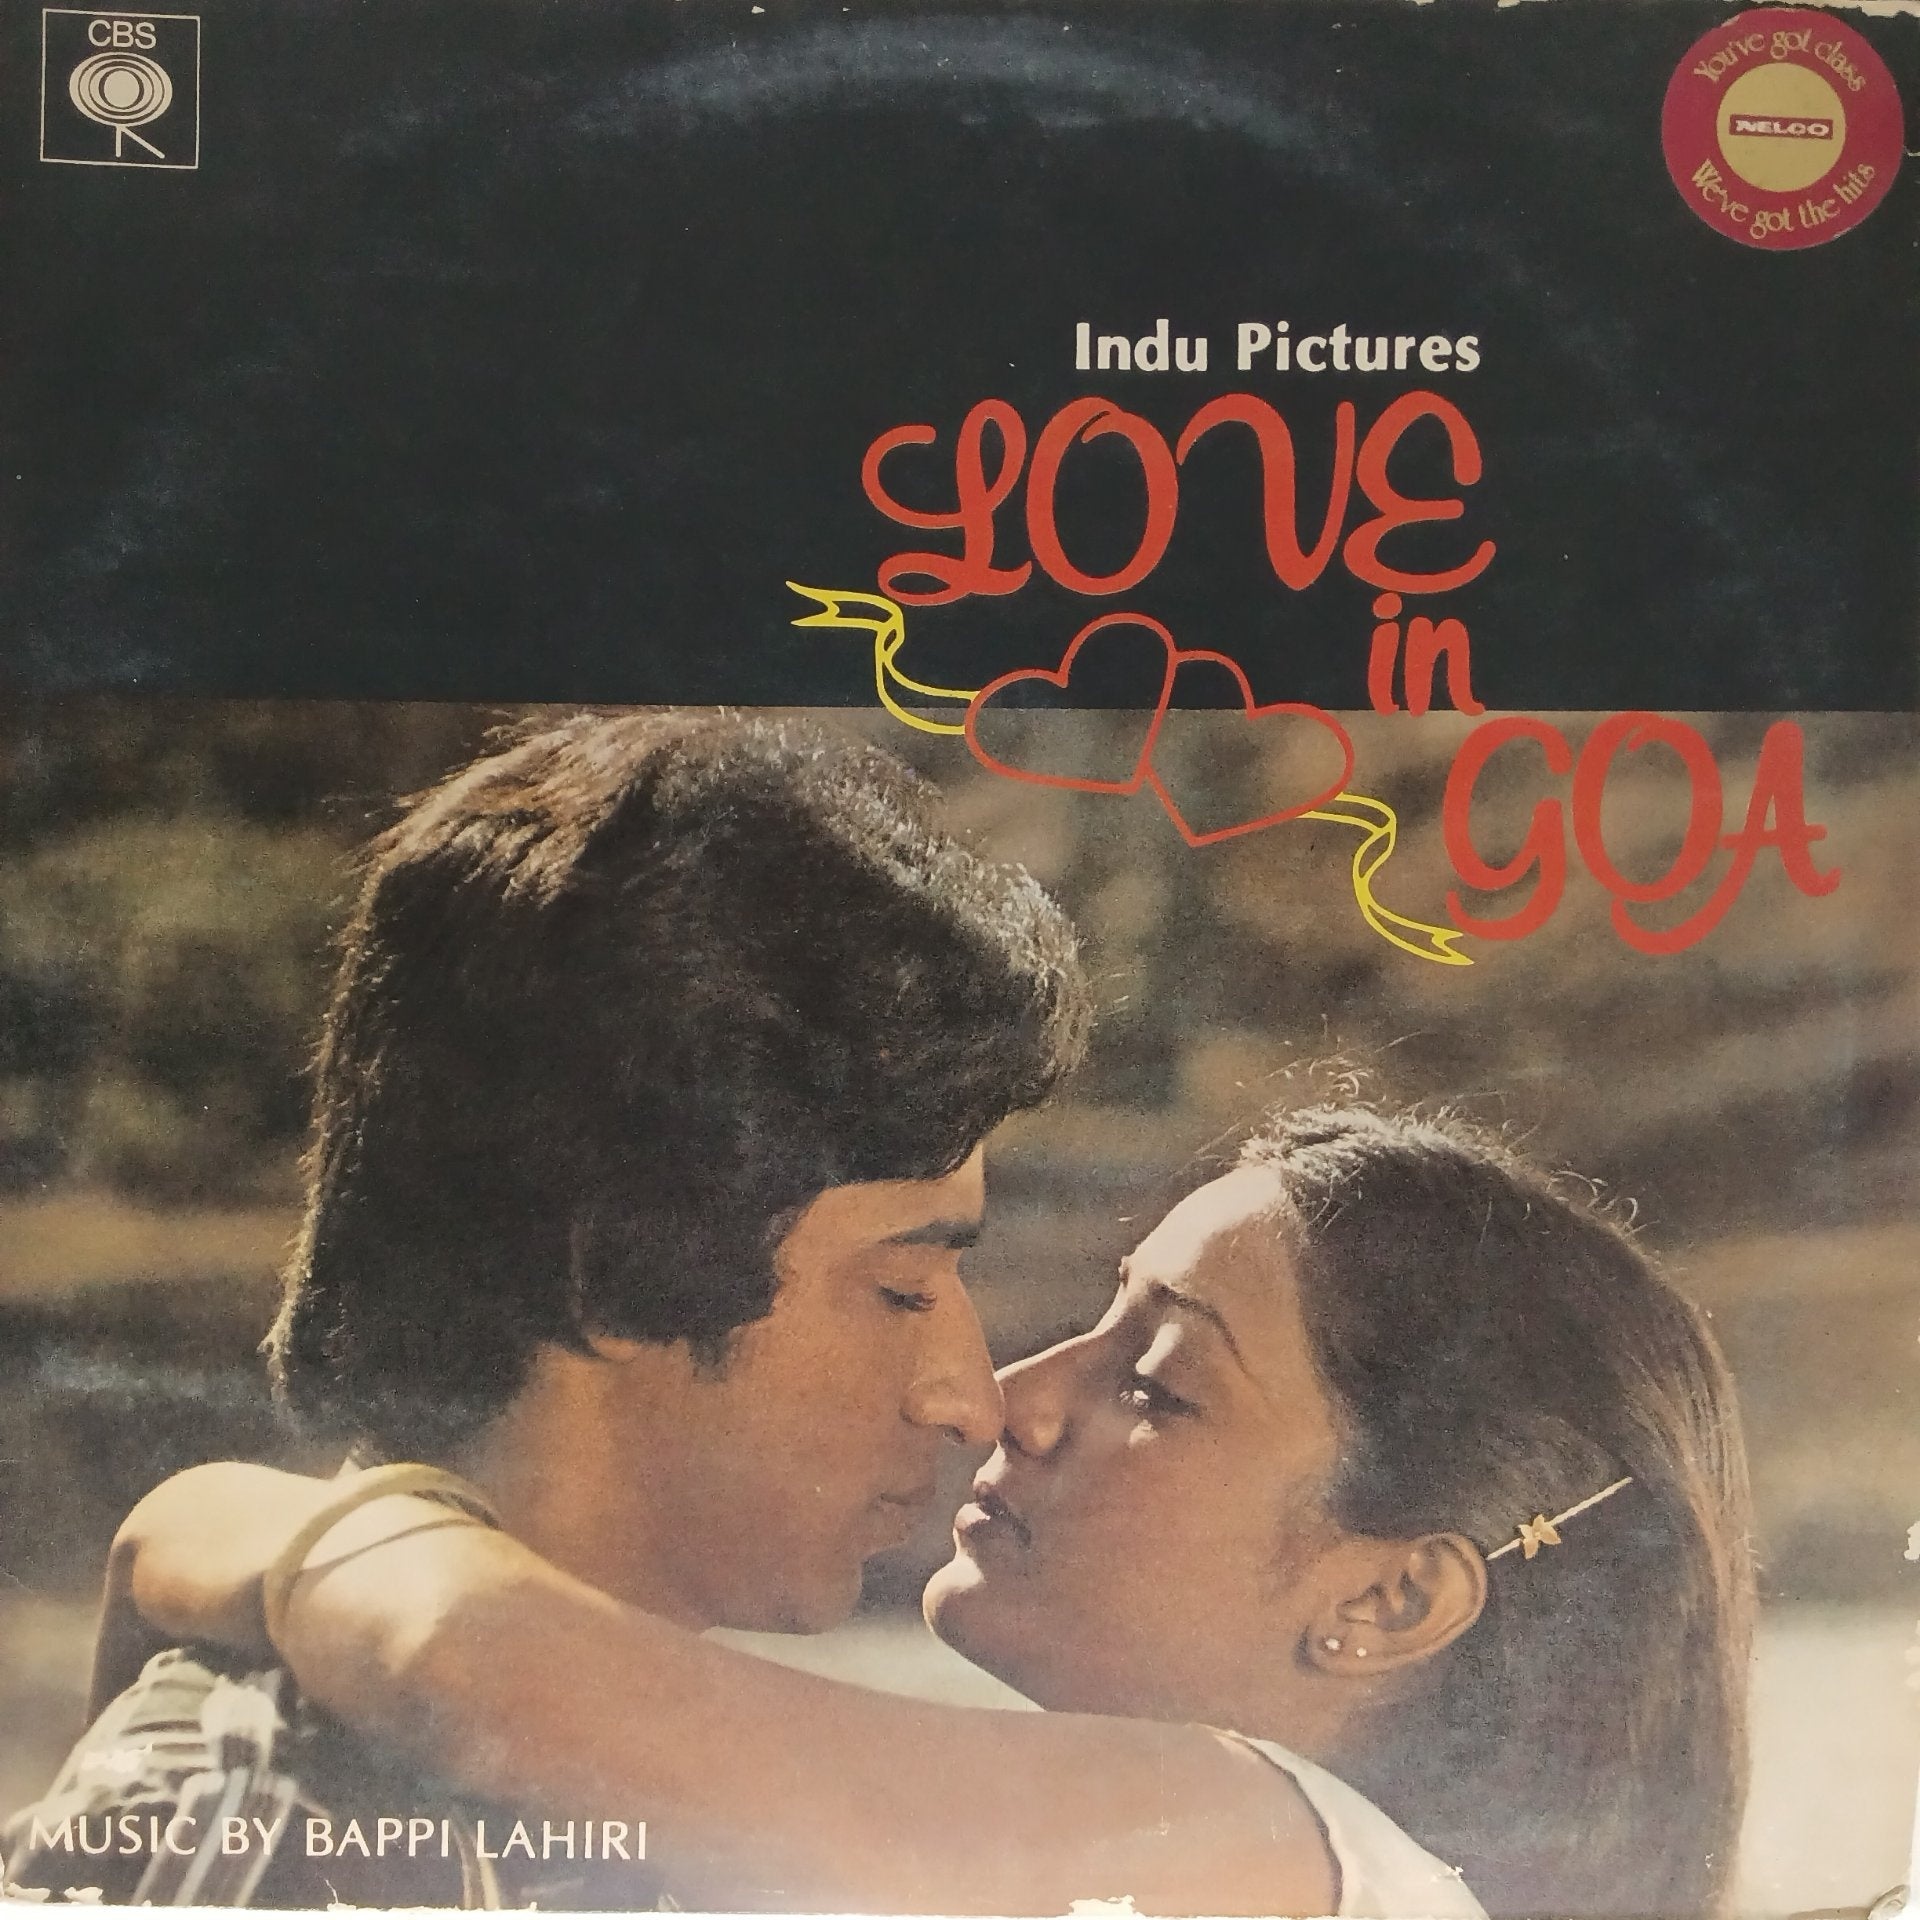 CBS
You've got class
NELCO
We've got the hits
Indu Pictures
LOVE
in
GOA
MUSIC BY BAPPI LAHIRI